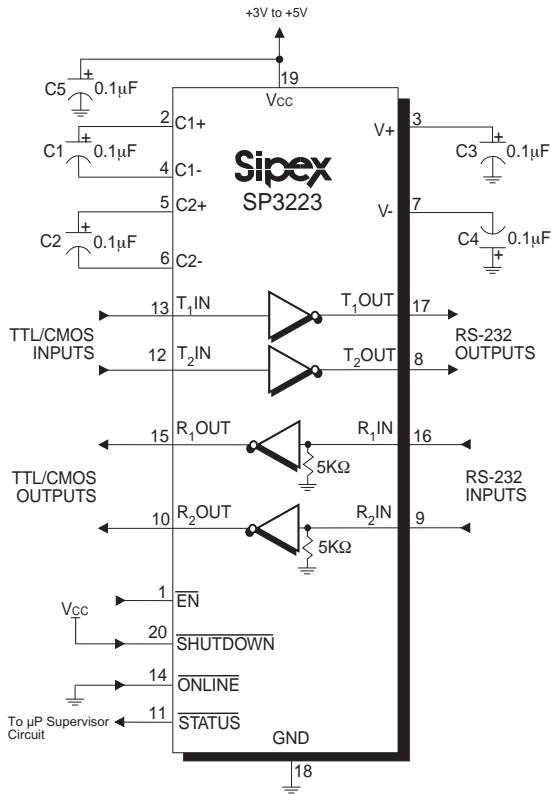 +3V to +5V
19
VCC
C5 + 0.1µF
2 C1+
C1 + 0.1µF
4 C1-
5 C2+
C2 + 0.1µF
6 C2-
Sipex
SP3223
V+ 3
C3 + 0.1µF
V- 7
C4 0.1µF +
TTL/CMOS
INPUTS
13 T1IN
T1OUT 17
12 T2IN
T2OUT 8
RS-232
OUTPUTS
TTL/CMOS
OUTPUTS
15 R1OUT
R1IN 16
5KΩ
10 R2OUT
R2IN 9
5KΩ
RS-232
INPUTS
1 EN
VCC
20 SHUTDOWN
14 ONLINE
To µP Supervisor
Circuit
11 STATUS
GND
18